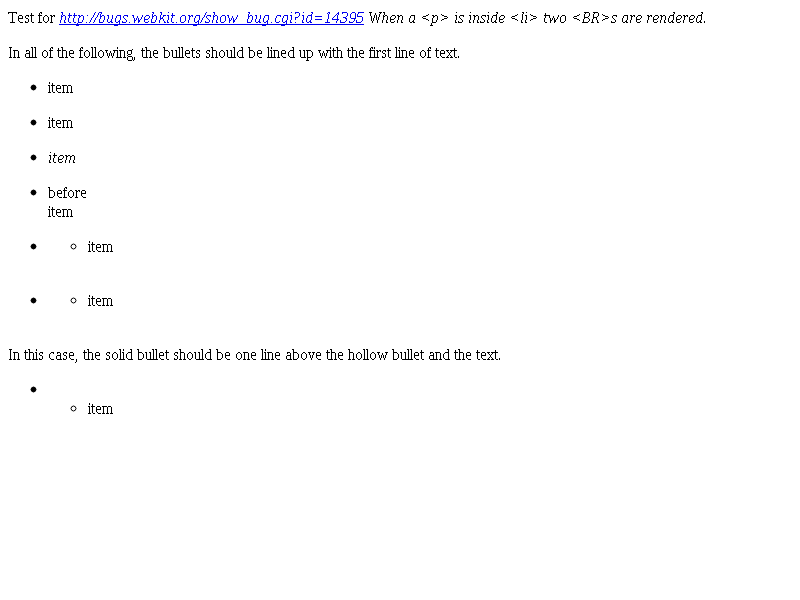 Test for http://bugs.webkit.org/show_bug.cgi?id=14395 When a <p> is inside <li> two <BR>s are rendered.
In all of the following, the bullets should be lined up with the first line of text.
• item
• item
• item
• before
item
• ◦ item
• ◦ item
In this case, the solid bullet should be one line above the hollow bullet and the text.
•
◦ item